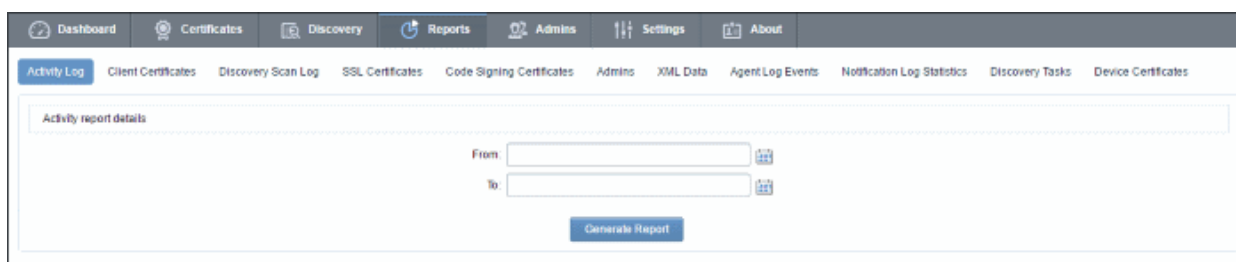 Dashboard Certificates Discovery Reports Admins Settings About
Activity Log Client Certificates Discovery Scan Log SSL Certificates Code Signing Certificates Admins XML Data Agent Log Events Notification Log Statistics Discovery Tasks Device Certificates
Activity report details
From:
To:
Generate Report